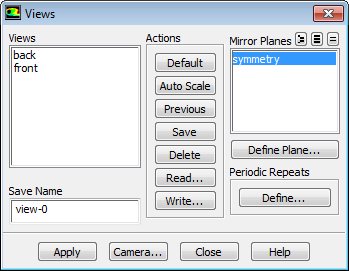 Views
Views
back
front
Save Name
view-0
Actions
Default
Auto Scale
Previous
Save
Delete
Read...
Write...
Mirror Planes
symmetry
Define Plane...
Periodic Repeats
Define...
Apply
Camera...
Close
Help